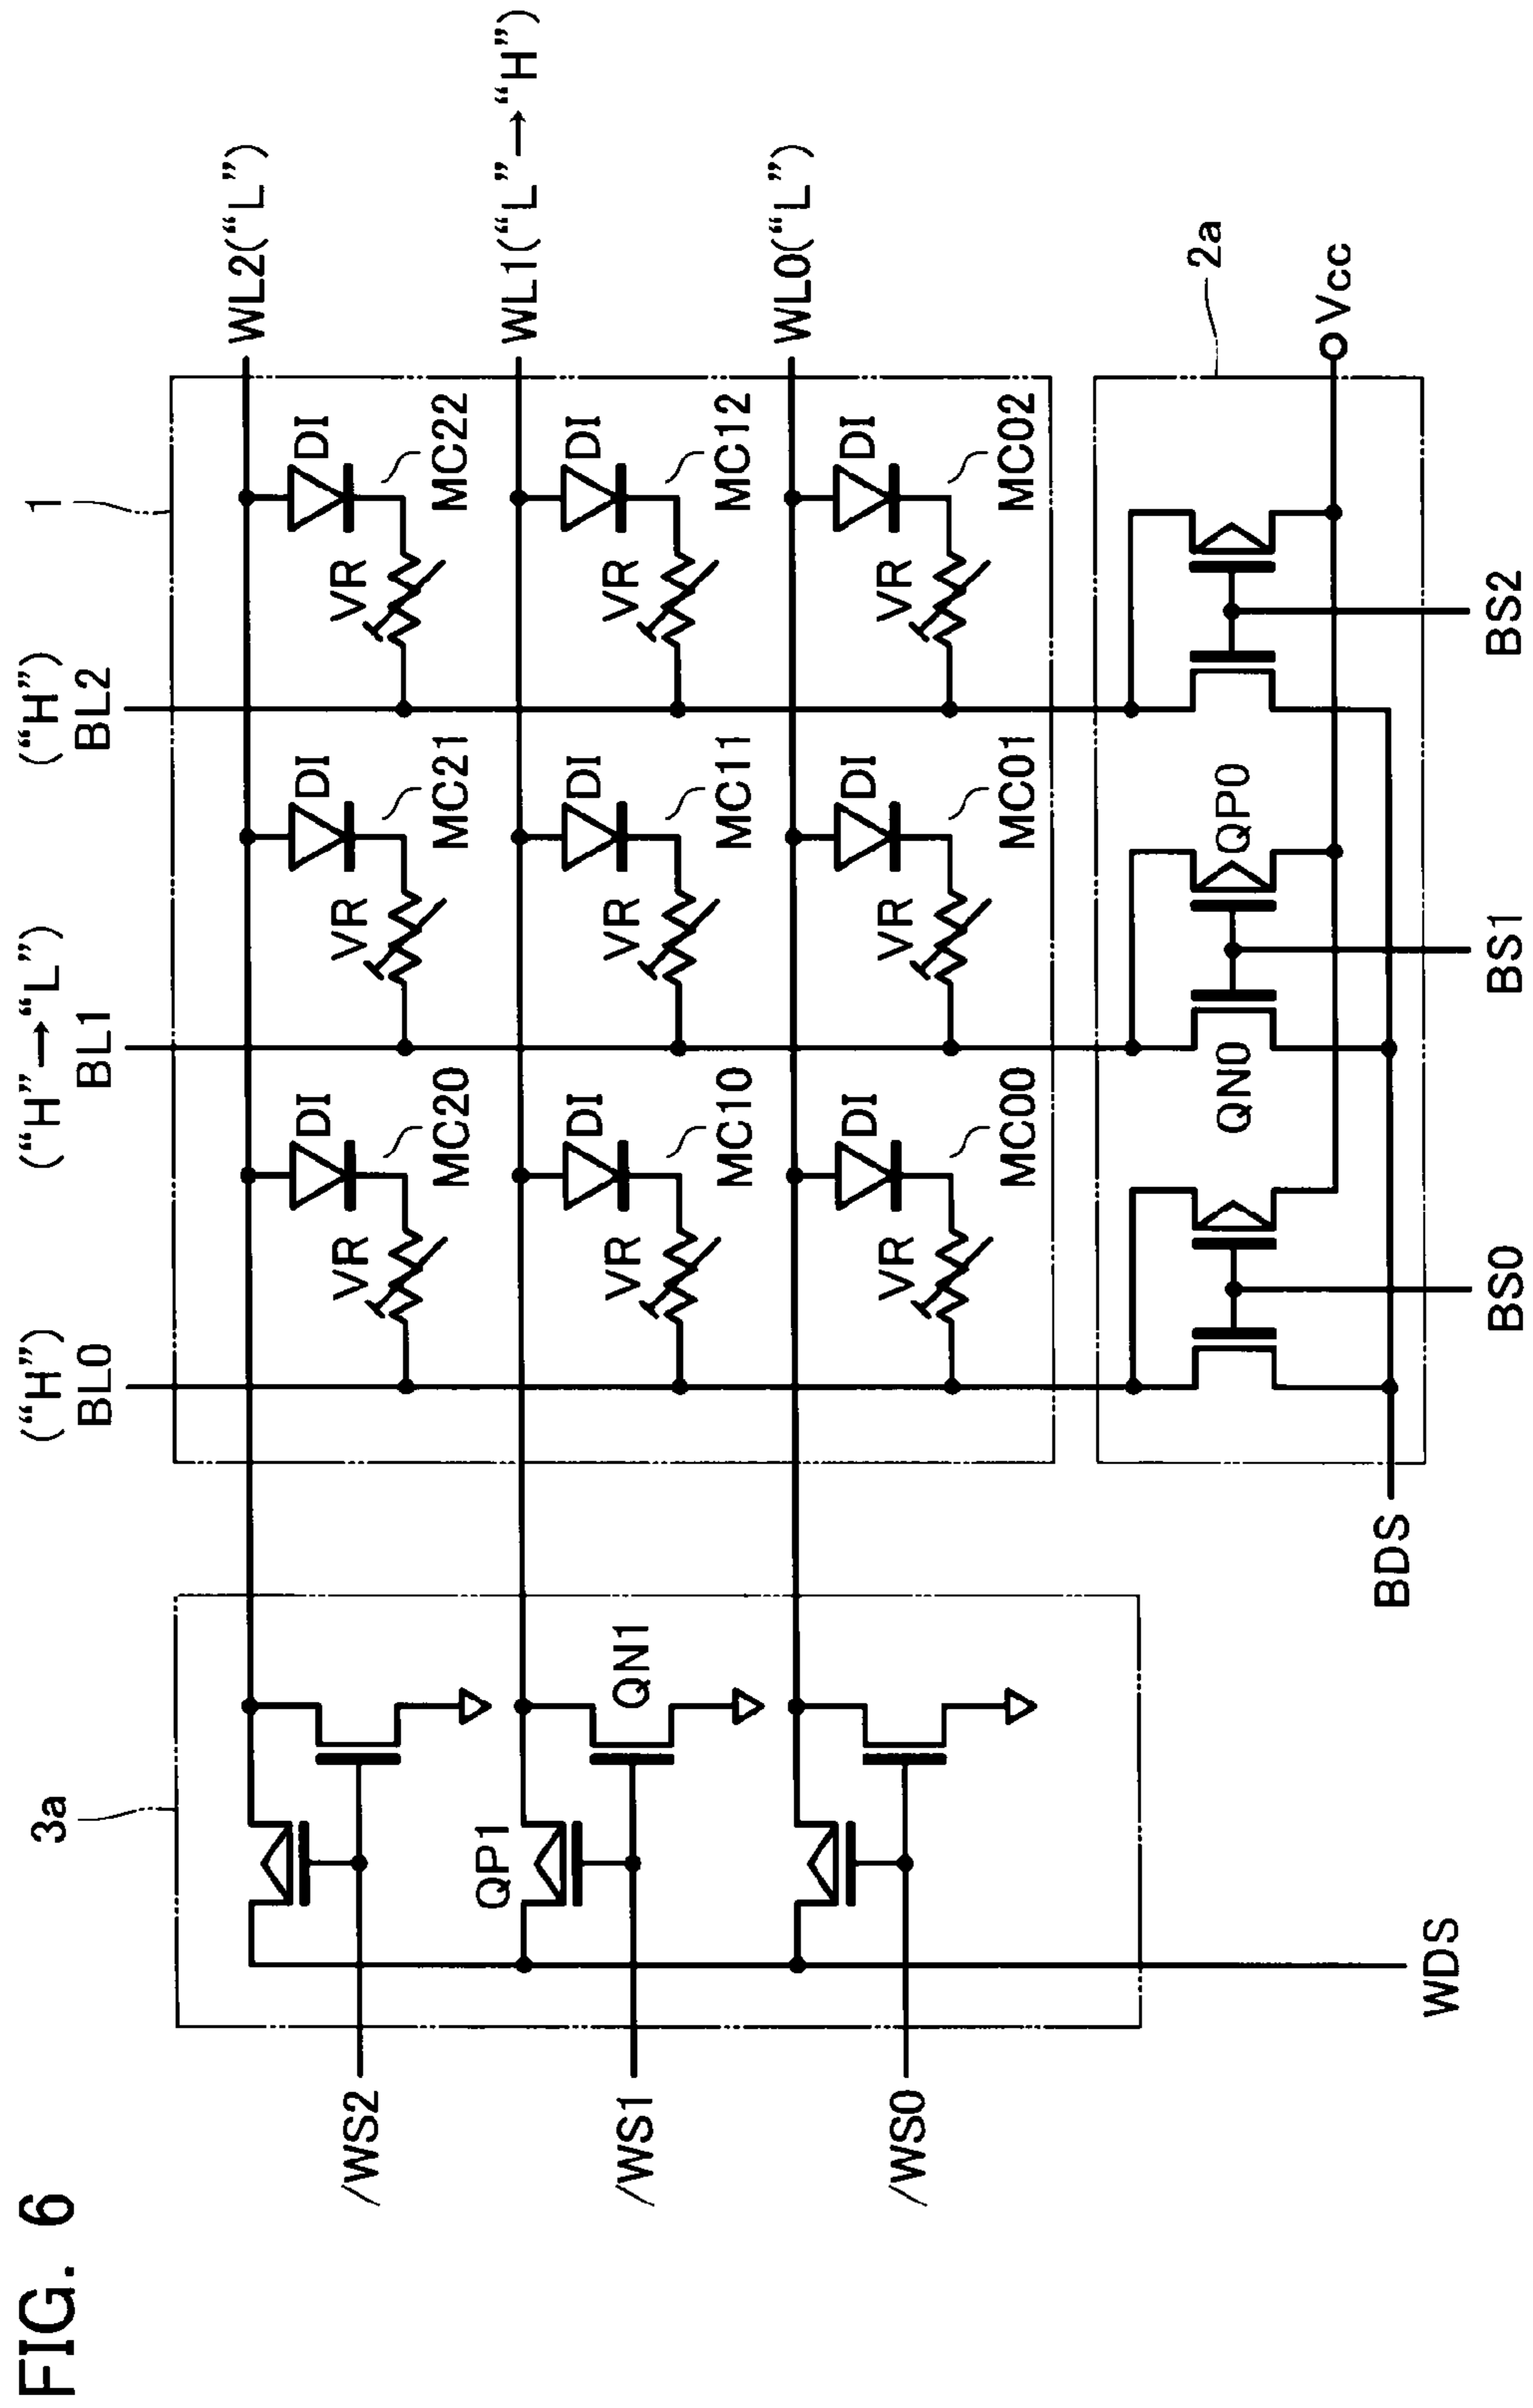 FIG. 6
1
3a
("H")
BL0
("H"→"L")
BL1
("H")
BL2
WL2("L")
VR
DI
MC20
VR
DI
MC21
VR
DI
MC22
/WS2
WL1("L"→"H")
QP1
QN1
VR
DI
MC10
VR
DI
MC11
VR
DI
MC12
/WS1
WL0("L")
VR
DI
MC00
VR
DI
MC01
VR
DI
MC02
/WS0
2a
QN0
QP0
Vcc
BDS
WDS
BS0
BS1
BS2